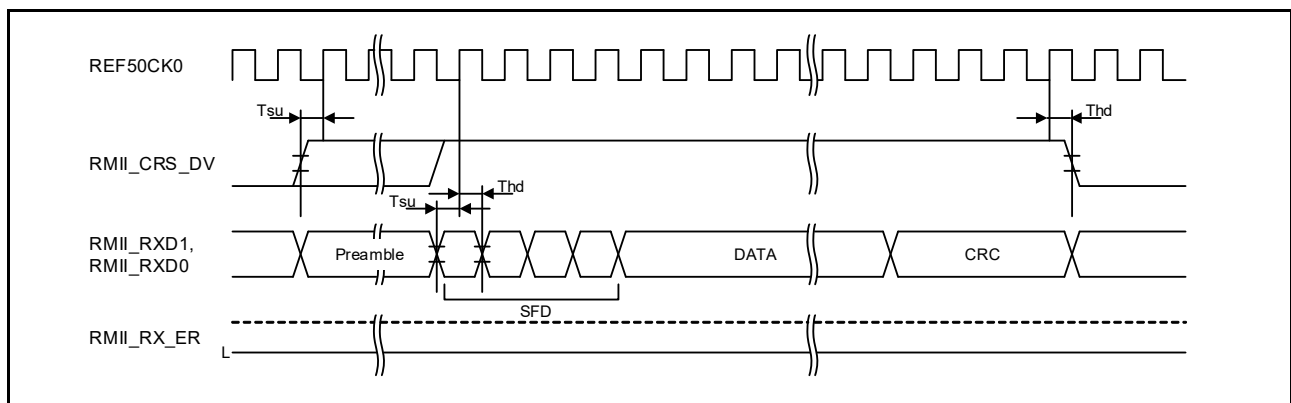 REF50CK0
Tsu
Thd
RMII_CRS_DV
Thd
Tsu
RMII_RXD1,
RMII_RXD0
Preamble
DATA
CRC
SFD
RMII_RX_ER
L